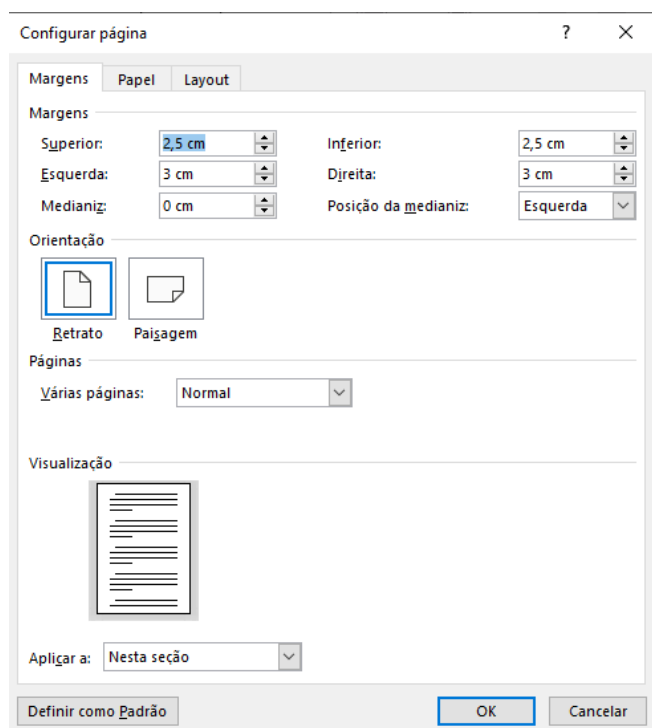 Configurar página ? ×
Margens Papel Layout
Margens
Superior: 2,5 cm Inferior: 2,5 cm
Esquerda: 3 cm Direita: 3 cm
Medianiz: 0 cm Posição da medianiz: Esquerda
Orientação
Retrato Paisagem
Páginas
Várias páginas: Normal
Visualização
Aplicar a: Nesta seção
Definir como Padrão OK Cancelar